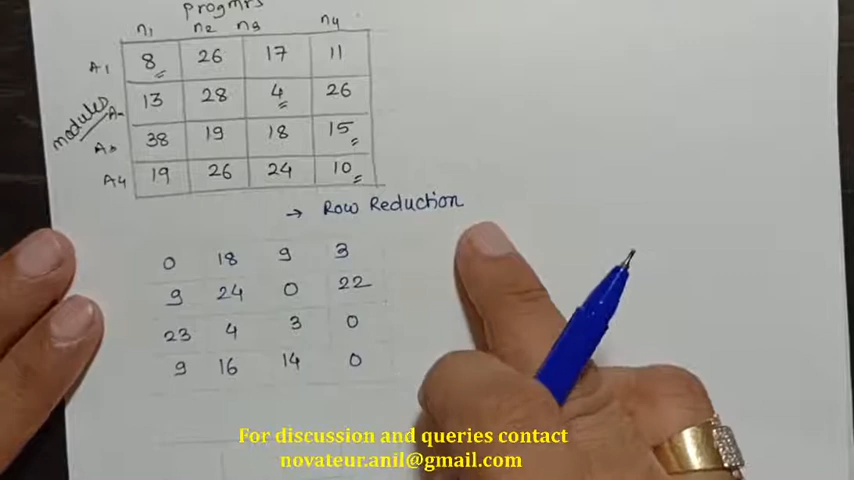 progmrs
n1 n2 n3 n4
A1 8 26 17 11
A2 13 28 4 26
modules
A3 38 19 18 15
A4 19 26 24 10
→ Row Reduction
0 18 9 3
9 24 0 22
23 4 3 0
9 16 14 0
For discussion and queries contact
novateur.anil@gmail.com